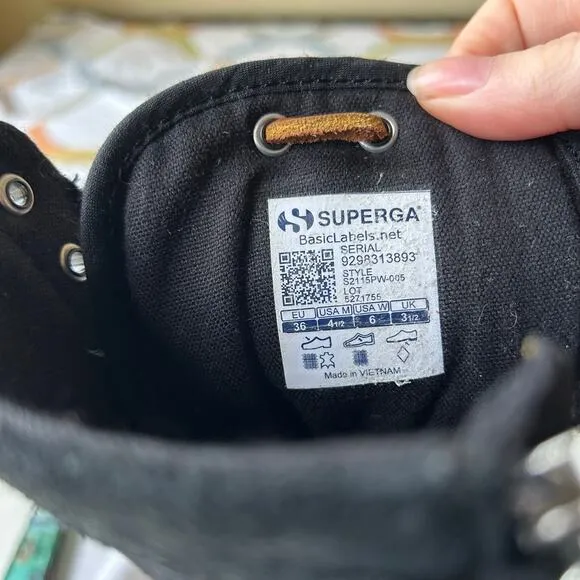 SUPERGA®
BasicLabels.net
SERIAL
9298313893
STYLE
S2115PW-005
LOT
5271755
EU USA M USA W UK
36 4 1/2 6 3 1/2
Made in VIETNAM